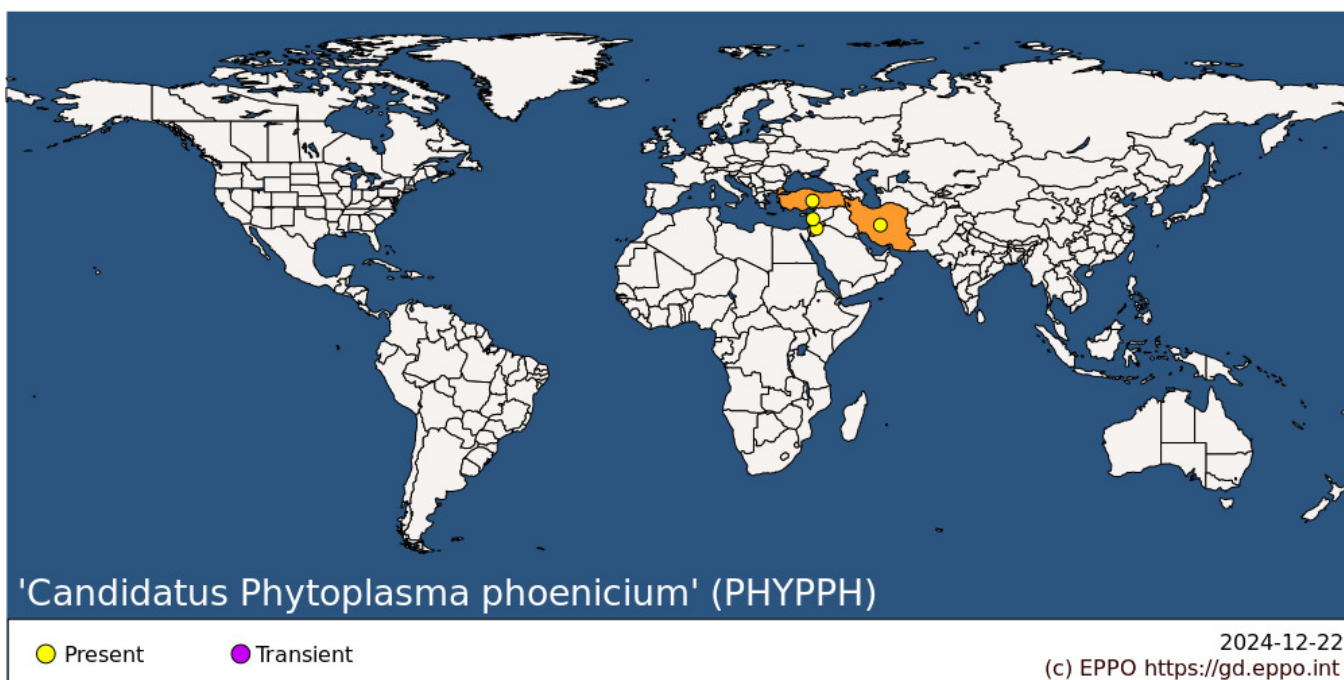 'Candidatus Phytoplasma phoenicium' (PHYPPH)
Present
Transient
2024-12-22
(c) EPPO https://gd.eppo.int